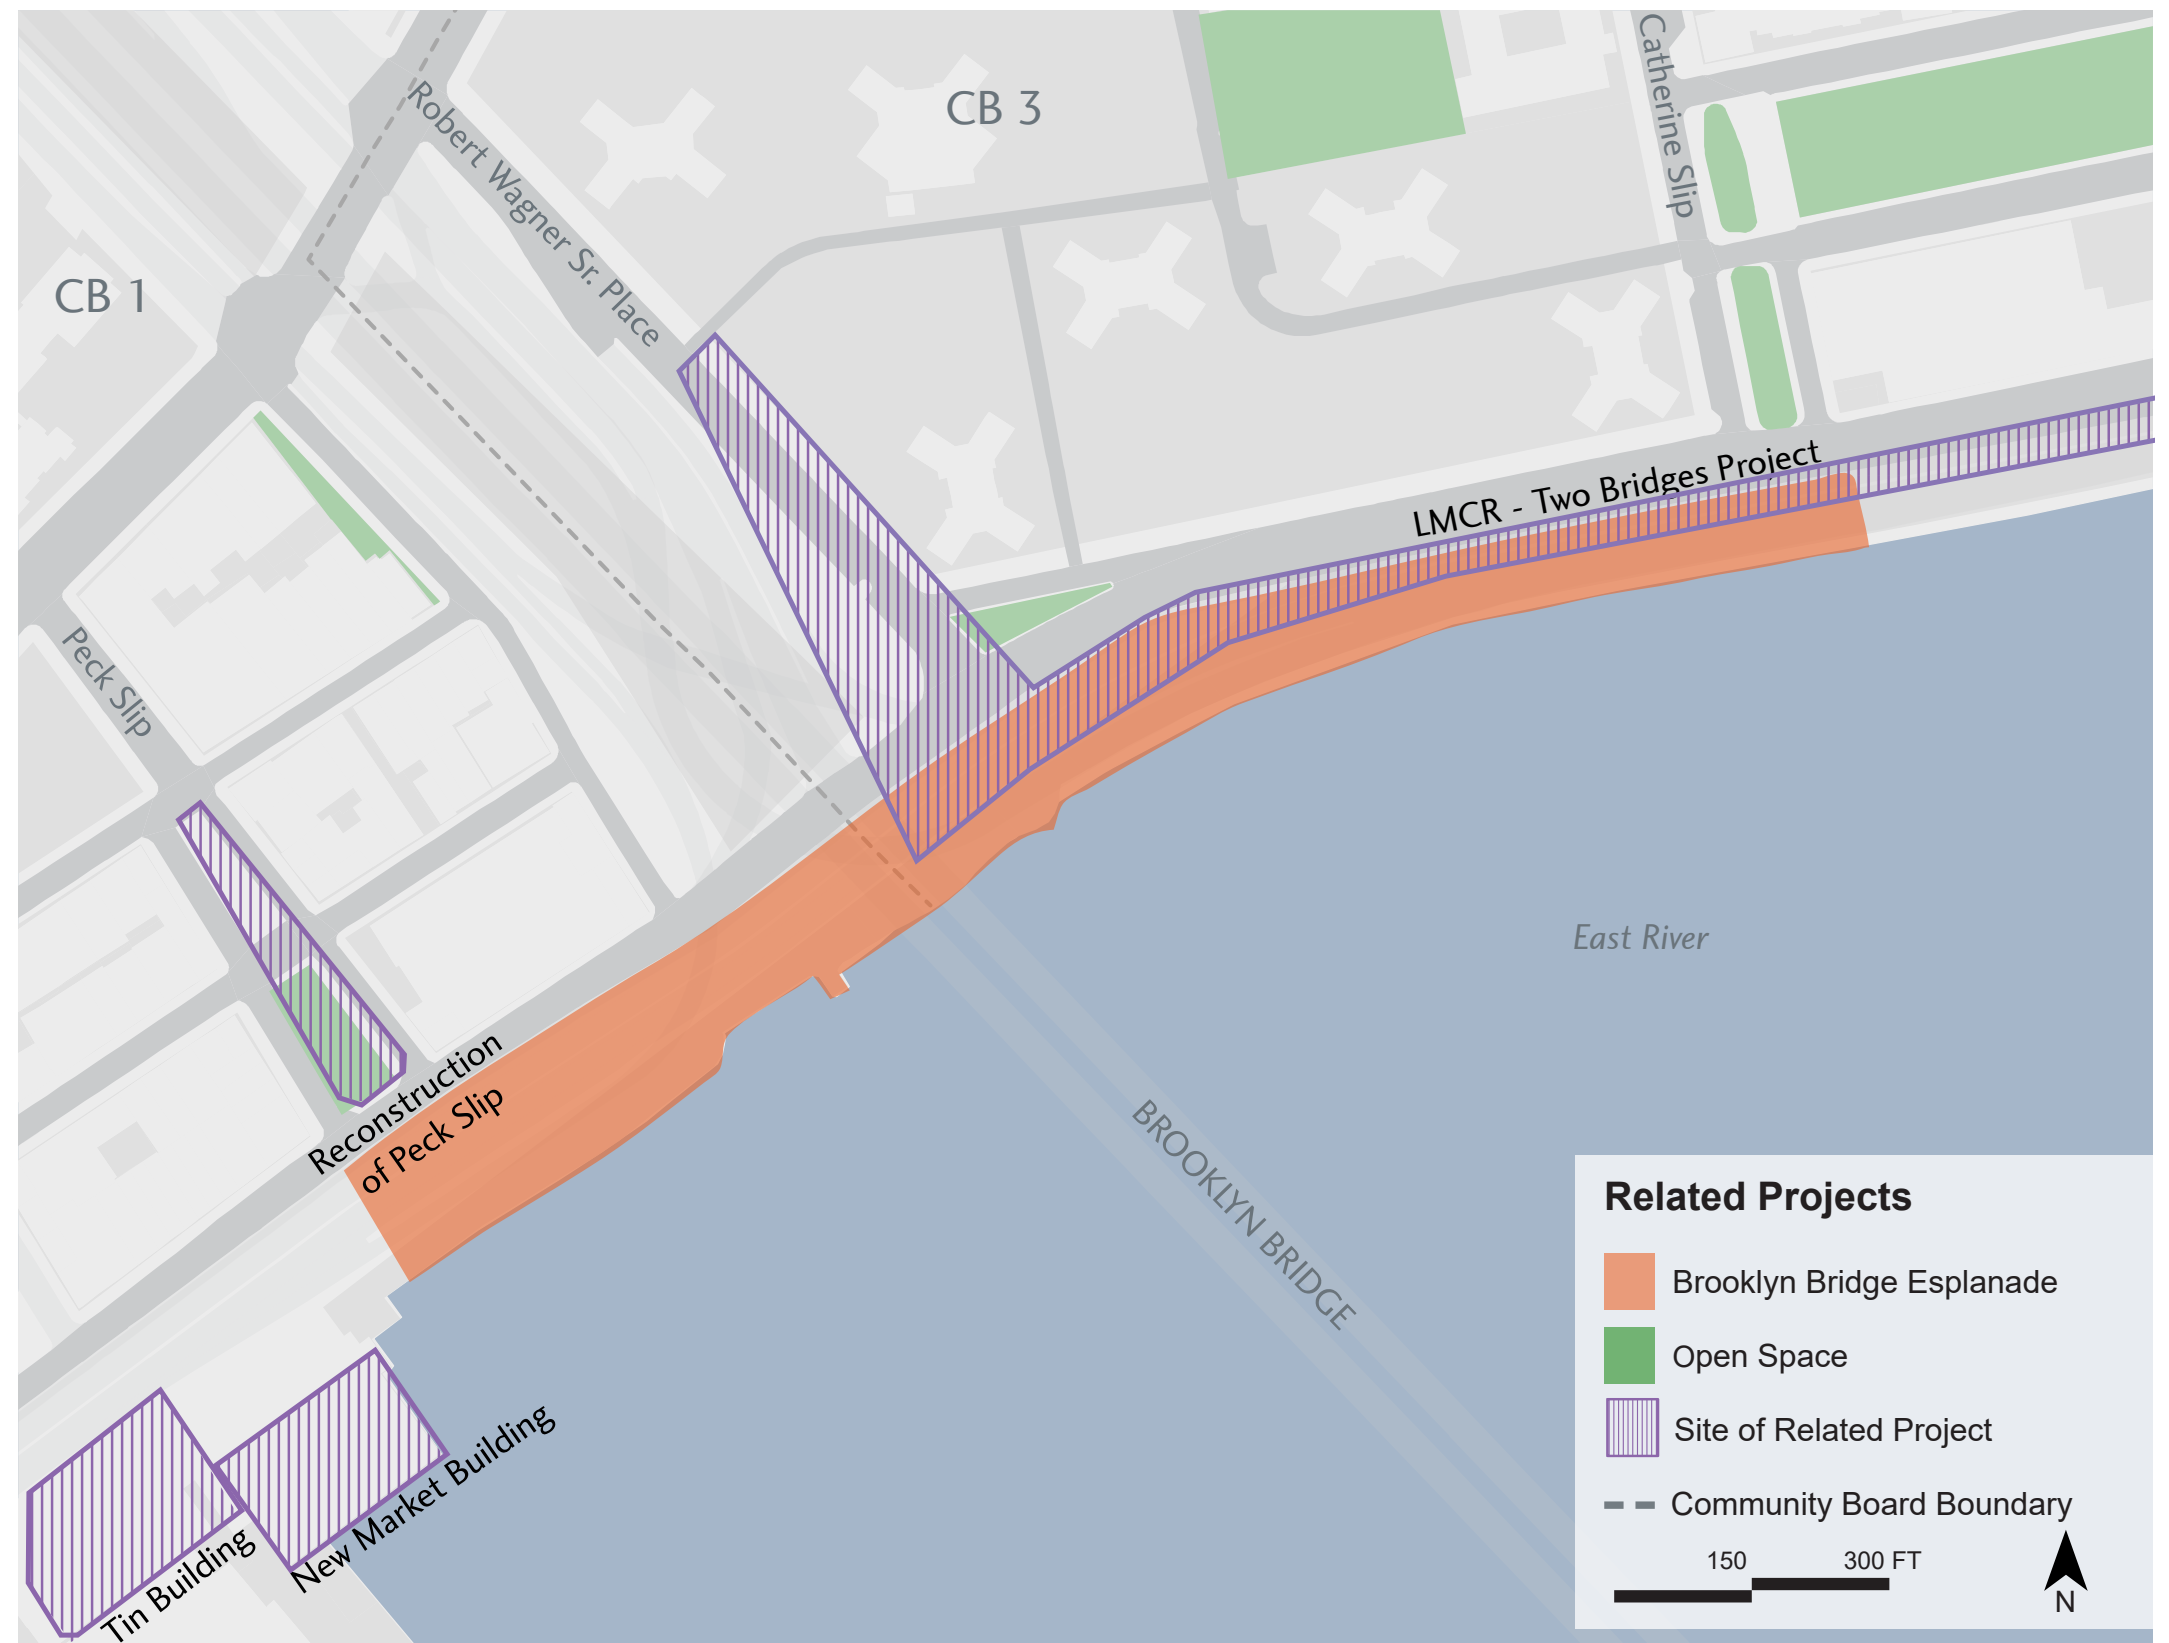 Catherine Slip
CB 3
Robert Wagner Sr. Place
CB 1
LMCR - Two Bridges Project
Peck Slip
East River
Reconstruction
of Peck Slip
BROOKLYN BRIDGE
New Market Building
Tin Building
Related Projects
Brooklyn Bridge Esplanade
Open Space
Site of Related Project
Community Board Boundary
150 300 FT
N